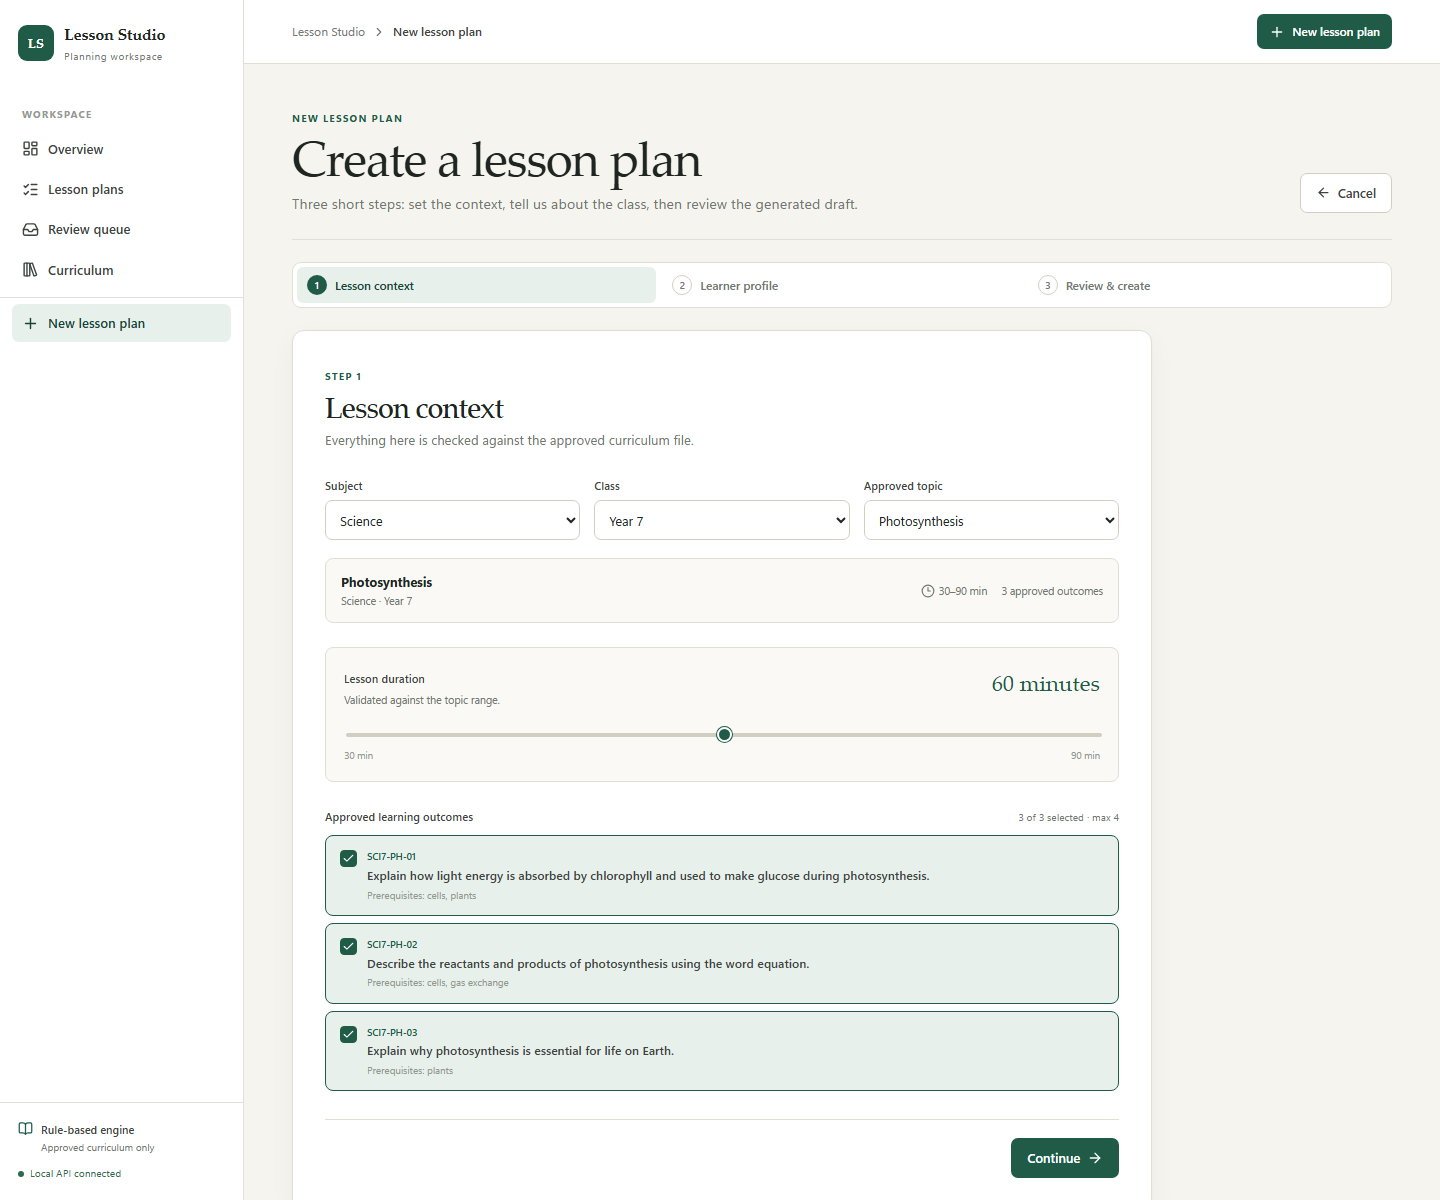 LS
Lesson Studio
Planning workspace
WORKSPACE
Overview
Lesson plans
Review queue
Curriculum
New lesson plan
Rule-based engine
Approved curriculum only
Local API connected
Lesson Studio > New lesson plan
New lesson plan
NEW LESSON PLAN
Create a lesson plan
Three short steps: set the context, tell us about the class, then review the generated draft.
Cancel
1 Lesson context
2 Learner profile
3 Review & create
STEP 1
Lesson context
Everything here is checked against the approved curriculum file.
Subject
Science
Class
Year 7
Approved topic
Photosynthesis
Photosynthesis
Science · Year 7
30–90 min
3 approved outcomes
Lesson duration
Validated against the topic range.
60 minutes
30 min
90 min
Approved learning outcomes
3 of 3 selected · max 4
SCI7-PH-01
Explain how light energy is absorbed by chlorophyll and used to make glucose during photosynthesis.
Prerequisites: cells, plants
SCI7-PH-02
Describe the reactants and products of photosynthesis using the word equation.
Prerequisites: cells, gas exchange
SCI7-PH-03
Explain why photosynthesis is essential for life on Earth.
Prerequisites: plants
Continue